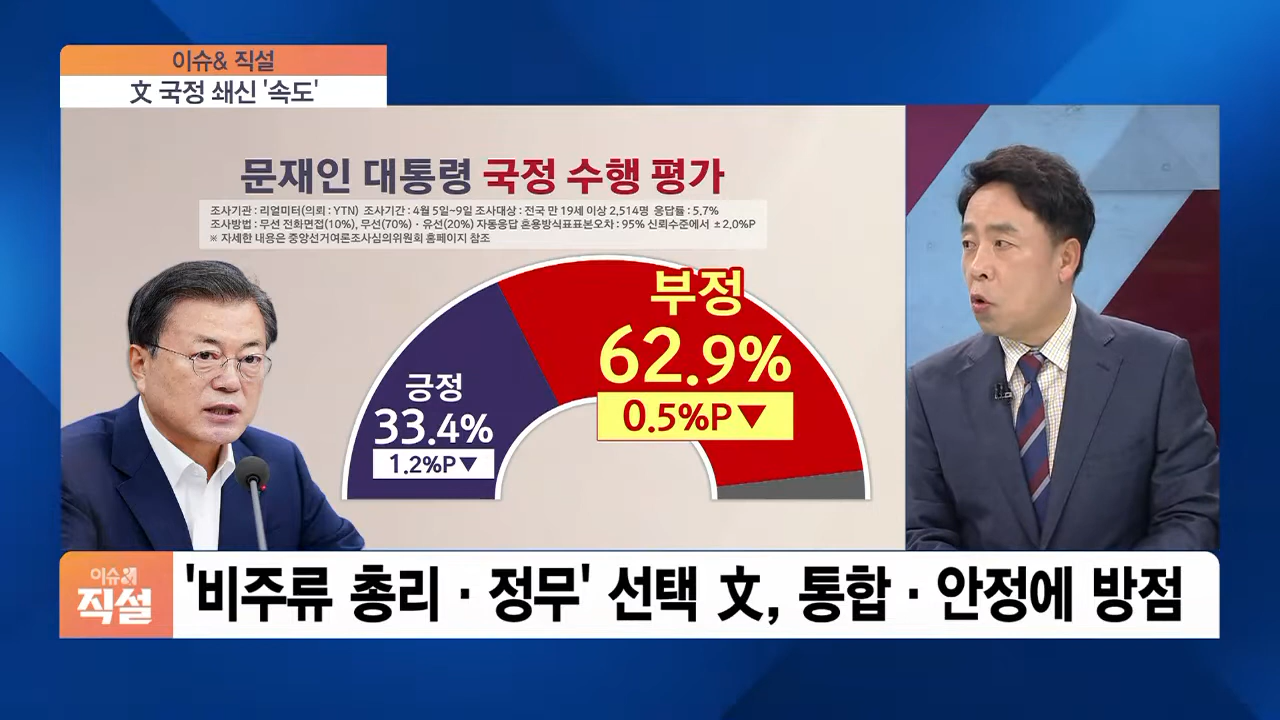 이슈& 직설
文 국정 쇄신 '속도'
문재인 대통령 국정 수행 평가
조사기관 : 리얼미터(의뢰 : YTN) 조사기간 : 4월 5일~9일 조사대상 : 전국 만 19세 이상 2,514명 응답률 : 5.7%
조사방법 : 무선 전화면접(10%), 무선(70%)·유선(20%) 자동응답 혼용방식표표본오차 : 95% 신뢰수준에서 ±2.0%P
※ 자세한 내용은 중앙선거여론조사심의위원회 홈페이지 참조
부정
62.9%
0.5%P▼
긍정
33.4%
1.2%P▼
이슈&
직설
'비주류 총리·정무' 선택 文, 통합·안정에 방점